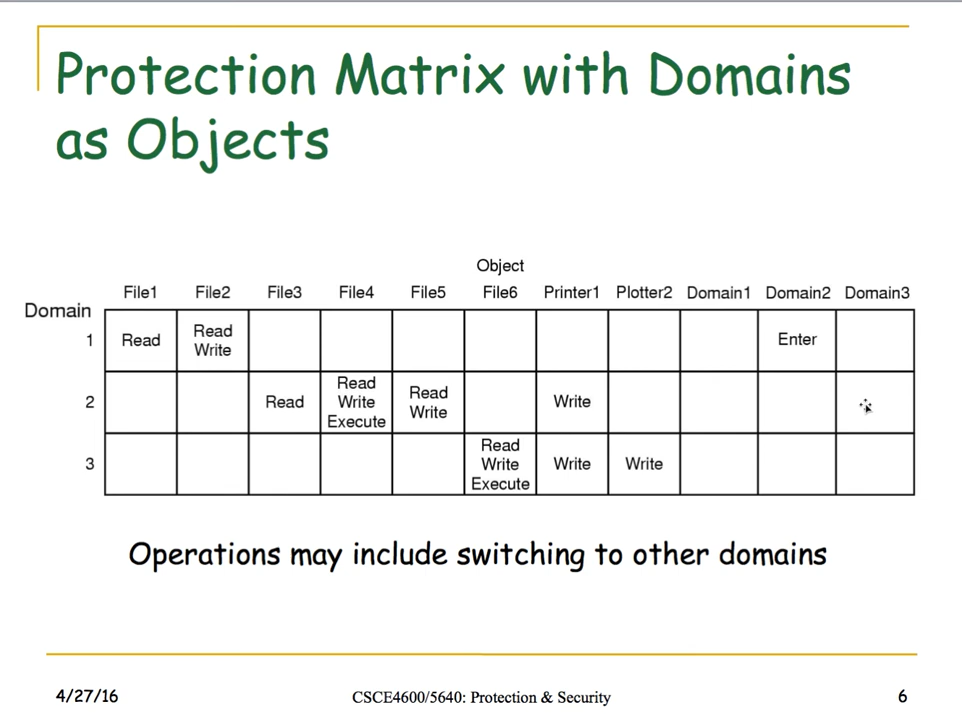 Protection Matrix with Domains
as Objects
Object
File1 File2 File3 File4 File5 File6 Printer1 Plotter2 Domain1 Domain2 Domain3
Domain
1 Read Read Write Enter
2 Read Read Write Execute Read Write Write
3 Read Write Execute Write Write
Operations may include switching to other domains
4/27/16 CSCE4600/5640: Protection & Security 6